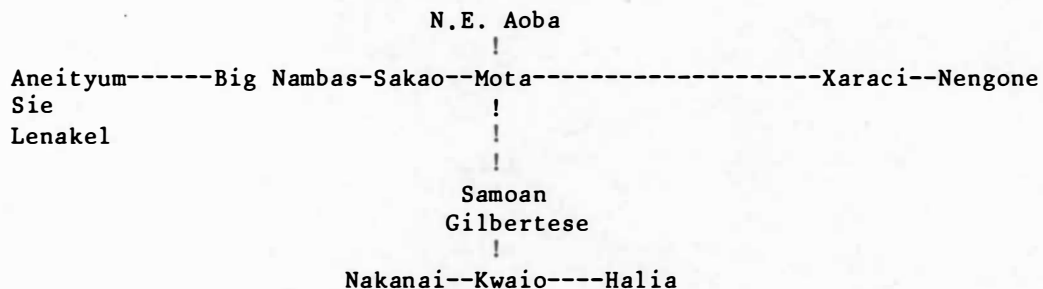 N.E. Aoba
!
Aneityum------Big Nambas-Sakao--Mota--------------------Xaraci--Nengone
Sie
!
Lenakel
!
!
Samoan
Gilbertese
!
Nakanai--Kwaio----Halia